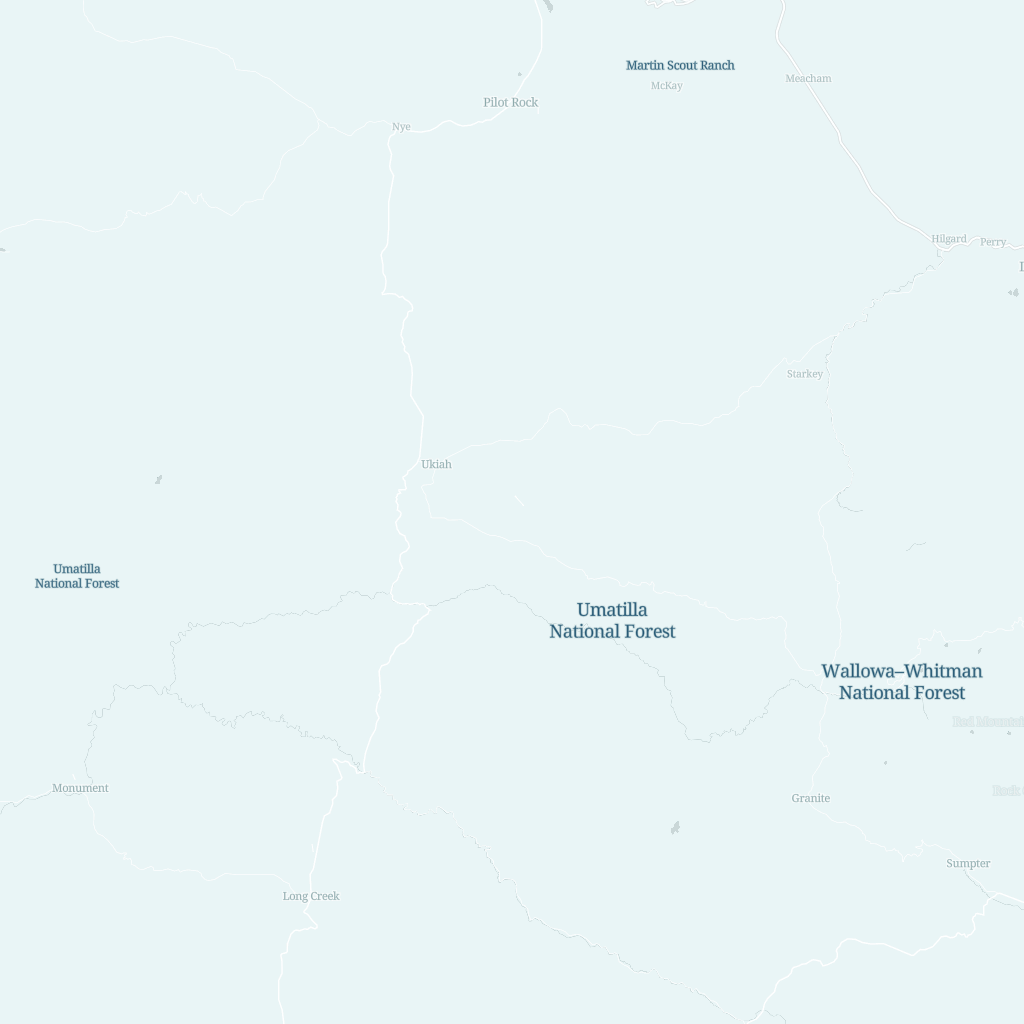 Martin Scout Ranch
McKay
Meacham
Pilot Rock
Nye
Hilgard
Perry
Starkey
Ukiah
Umatilla
National Forest
Umatilla
National Forest
Wallowa–Whitman
National Forest
Monument
Granite
Sumpter
Long Creek